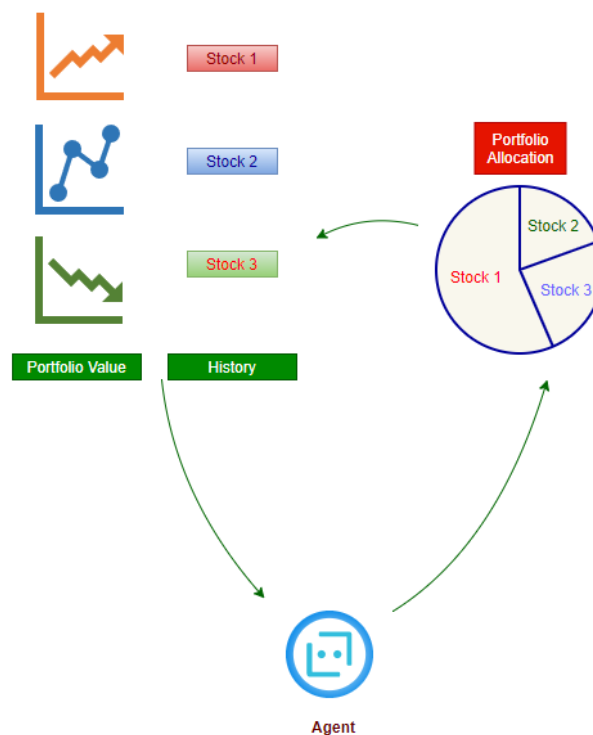 Stock 1
Stock 2
Portfolio
Allocation
Stock 2
Stock 3
Stock 1
Stock 3
Portfolio Value
History
Agent